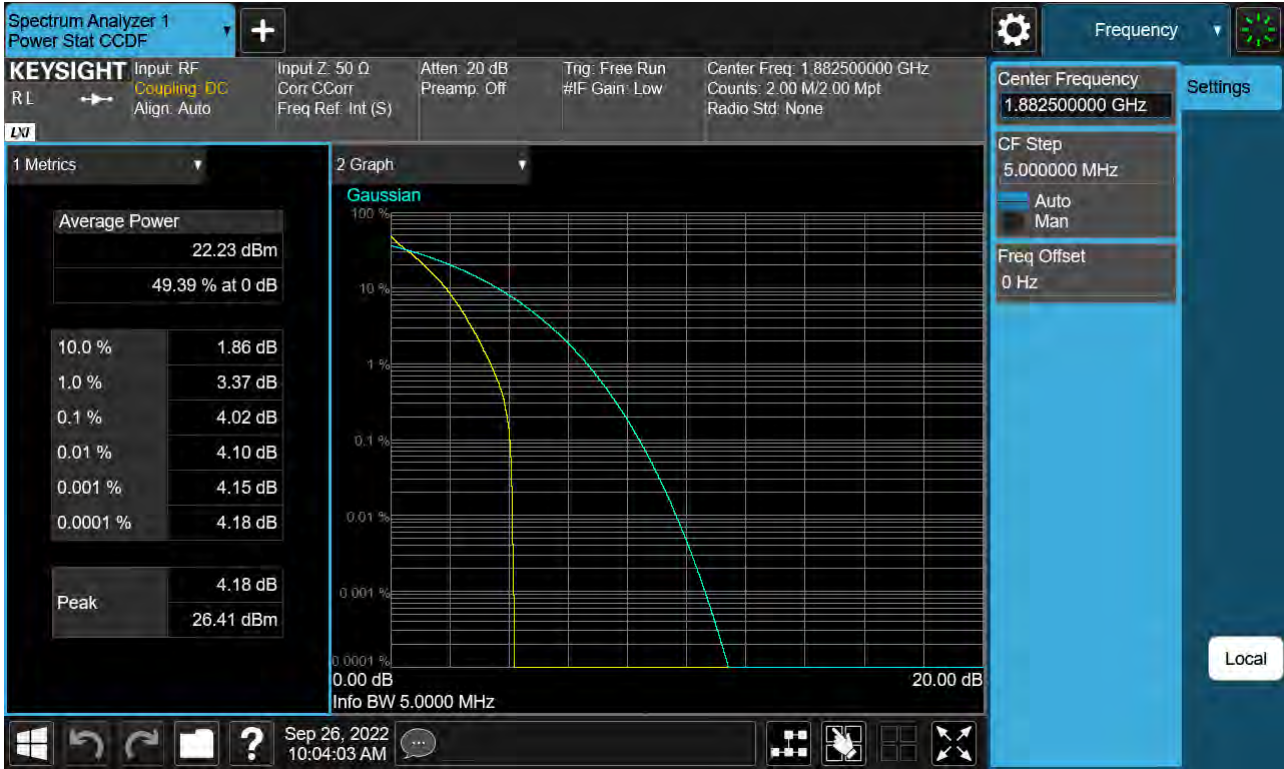 Spectrum Analyzer 1
Power Stat CCDF
Frequency
KEYSIGHT
RL
LXI
Input: RF
Coupling: DC
Align: Auto
Input Z: 50 Ω
Corr CCorr
Freq Ref: Int (S)
Atten: 20 dB
Preamp: Off
Trig: Free Run
#IF Gain: Low
Center Freq: 1.882500000 GHz
Counts: 2.00 M/2.00 Mpt
Radio Std: None
Center Frequency
1.882500000 GHz
Settings
CF Step
5.000000 MHz
Auto
Man
Freq Offset
0 Hz
Local
1 Metrics
Average Power
22.23 dBm
49.39 % at 0 dB
10.0 % 1.86 dB
1.0 % 3.37 dB
0.1 % 4.02 dB
0.01 % 4.10 dB
0.001 % 4.15 dB
0.0001 % 4.18 dB
Peak
4.18 dB
26.41 dBm
2 Graph
Gaussian
100 %
10 %
1 %
0.1 %
0.01 %
0.001 %
0.0001 %
0.00 dB 20.00 dB
Info BW 5.0000 MHz
?
Sep 26, 2022
10:04:03 AM